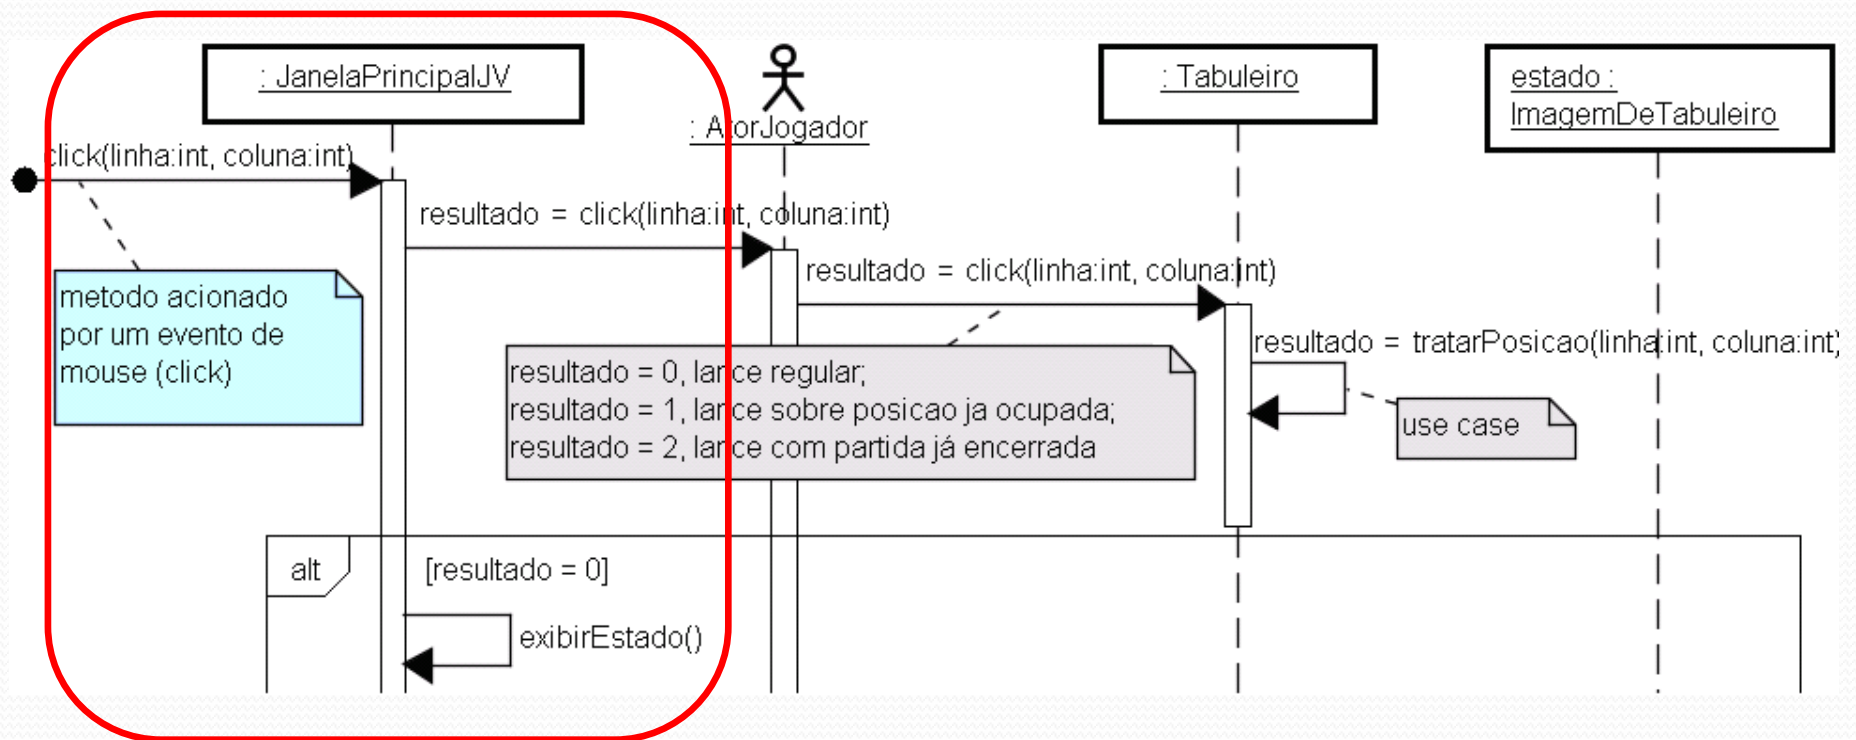 : JanelaPrincipalJV
: AtorJogador
: Tabuleiro
estado :
ImagemDeTabuleiro
click(linha:int, coluna:int)
resultado = click(linha:int, coluna:int)
resultado = click(linha:int, coluna:int)
resultado = tratarPosicao(linha:int, coluna:int)
metodo acionado
por um evento de
mouse (click)
resultado = 0, lance regular;
resultado = 1, lance sobre posicao ja ocupada;
resultado = 2, lance com partida já encerrada
use case
alt
[resultado = 0]
exibirEstado()